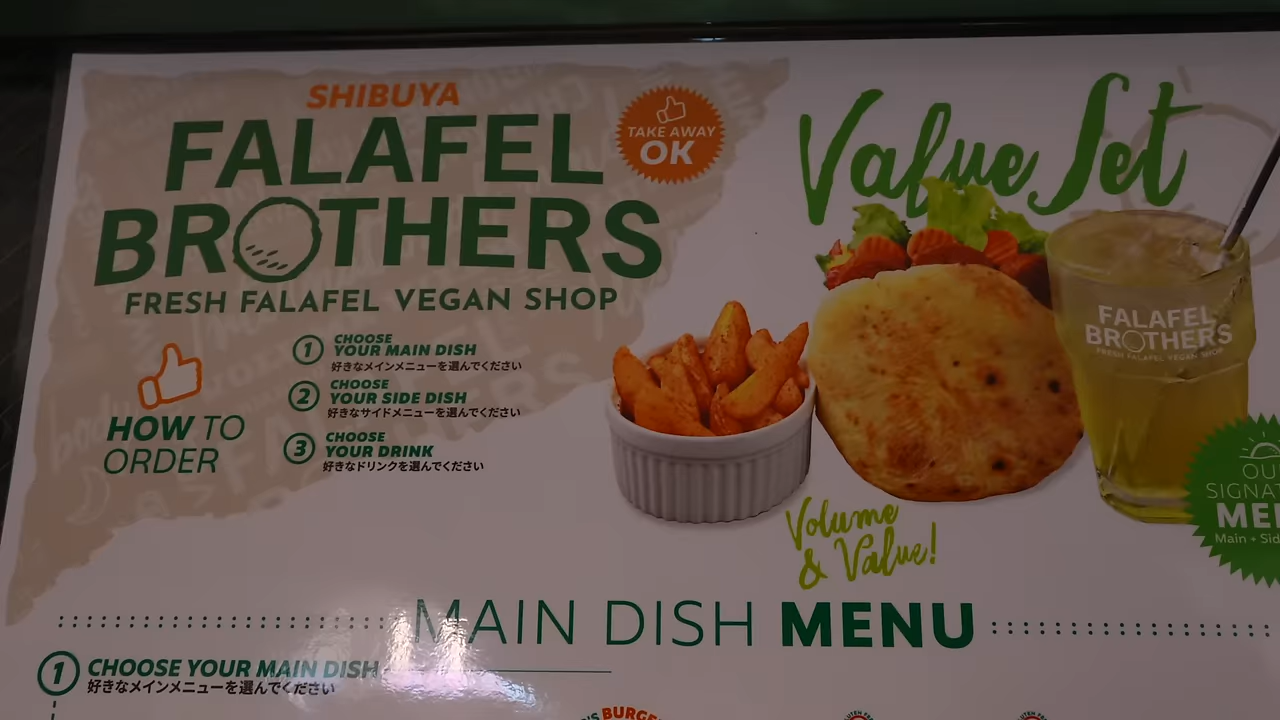 SHIBUYA
FALAFEL
BROTHERS
FRESH FALAFEL VEGAN SHOP
TAKE AWAY
OK
HOW TO
ORDER
1 CHOOSE
YOUR MAIN DISH
好きなメインメニューを選んでください
2 CHOOSE
YOUR SIDE DISH
好きなサイドメニューを選んでください
3 CHOOSE
YOUR DRINK
好きなドリンクを選んでください
Value Set
FALAFEL
BROTHERS
FRESH FALAFEL VEGAN SHOP
Volume
& Value!
Main + Sid
MAIN DISH MENU
1 CHOOSE YOUR MAIN DISH
好きなメインメニューを選んでください
BURGE